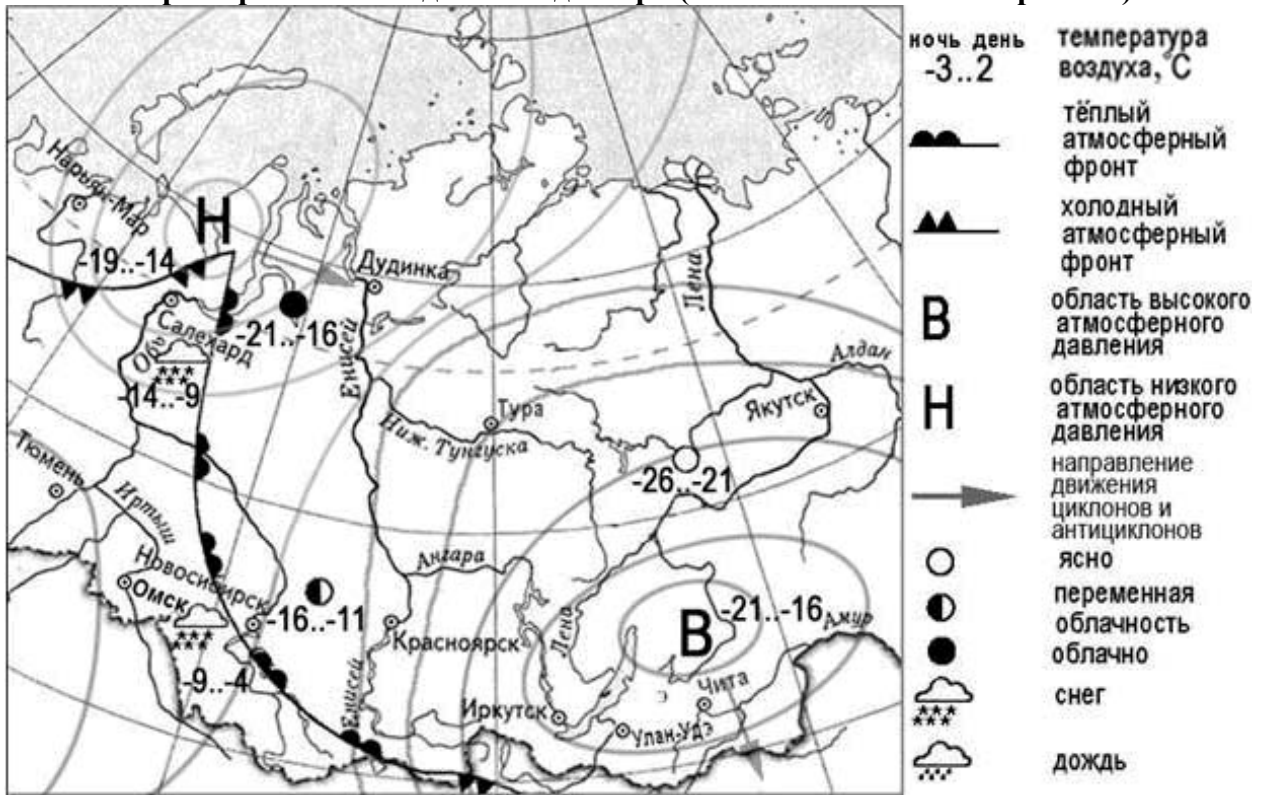 Нарьян-Мар
Н
-19..-14
Дудинка
Салехард
-21..-16
Обь
-14..-9
Енисей
Лена
Алдан
Тура
Якутск
Ниж. Тунгуска
-26..-21
Тюмень
Иртыш
Новосибирск
Омск
-16..-11
Ангара
Красноярск
Лена
В
-21..-16
Амур
-9..-4
Енисей
Иркутск
э
Чита
Улан-Удэ
ночь день
-3..2
температура
воздуха,°С
тёплый
атмосферный
фронт
холодный
атмосферный
фронт
В
область высокого
атмосферного
давления
Н
область низкого
атмосферного
давления
направление
движения
циклонов и
антициклонов
ясно
переменная
облачность
облачно
снег
дождь